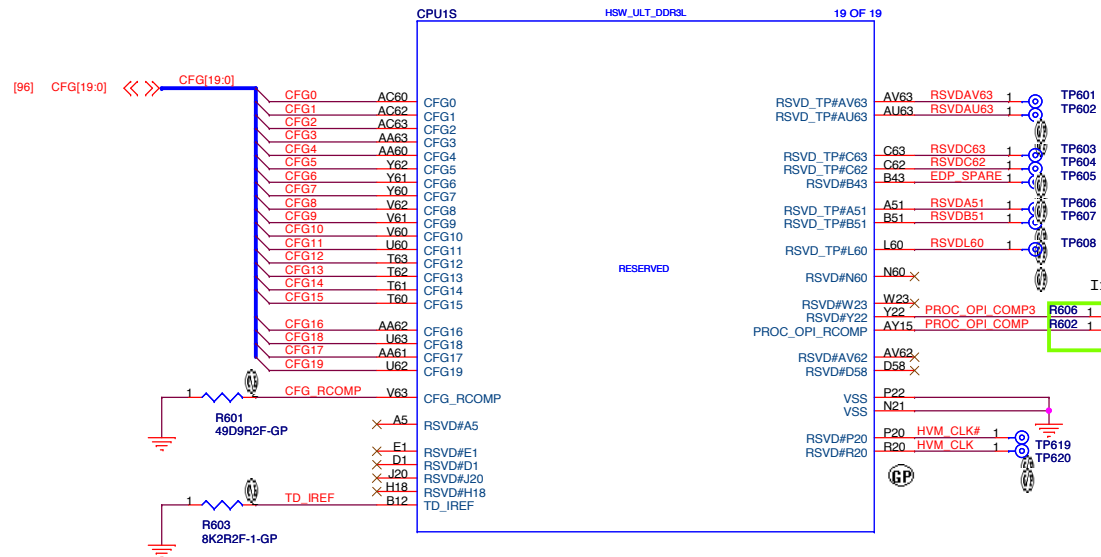 CPU1S HSW_ULT_DDR3L 19 OF 19
[96] CFG[19:0] CFG[19:0]
CFG0 AC60 CFG0
CFG1 AC62 CFG1
CFG2 AC63 CFG2
CFG3 AA63 CFG3
CFG4 AA60 CFG4
CFG5 Y62 CFG5
CFG6 Y61 CFG6
CFG7 Y60 CFG7
CFG8 V62 CFG8
CFG9 V61 CFG9
CFG10 V60 CFG10
CFG11 U60 CFG11
CFG12 T63 CFG12
CFG13 T62 CFG13
CFG14 T61 CFG14
CFG15 T60 CFG15
CFG16 AA62 CFG16
CFG18 U63 CFG18
CFG17 AA61 CFG17
CFG19 U62 CFG19
1 CFG_RCOMP V63 CFG_RCOMP
R601
49D9R2F-GP
A5 RSVD#A5
E1 RSVD#E1
D1 RSVD#D1
J20 RSVD#J20
H18 RSVD#H18
1 TD_IREF B12 TD_IREF
R603
8K2R2F-1-GP
RESERVED
RSVD_TP#AV63 AV63 RSVDAV63 1 TP601
RSVD_TP#AU63 AU63 RSVDAU63 1 TP602
RSVD_TP#C63 C63 RSVDC63 1 TP603
RSVD_TP#C62 C62 RSVDC62 1 TP604
RSVD#B43 B43 EDP_SPARE 1 TP605
RSVD_TP#A51 A51 RSVDA51 1 TP606
RSVD_TP#B51 B51 RSVDB51 1 TP607
RSVD_TP#L60 L60 RSVDL60 1 TP608
RSVD#N60 N60
RSVD#W23 W23
RSVD#Y22 Y22 PROC_OPI_COMP3 R606 1
PROC_OPI_RCOMP AY15 PROC_OPI_COMP R602 1
RSVD#AV62 AV62
RSVD#D58 D58
VSS P22
VSS N21
RSVD#P20 P20 HVM_CLK# 1 TP619
RSVD#R20 R20 HVM_CLK 1 TP620
GP